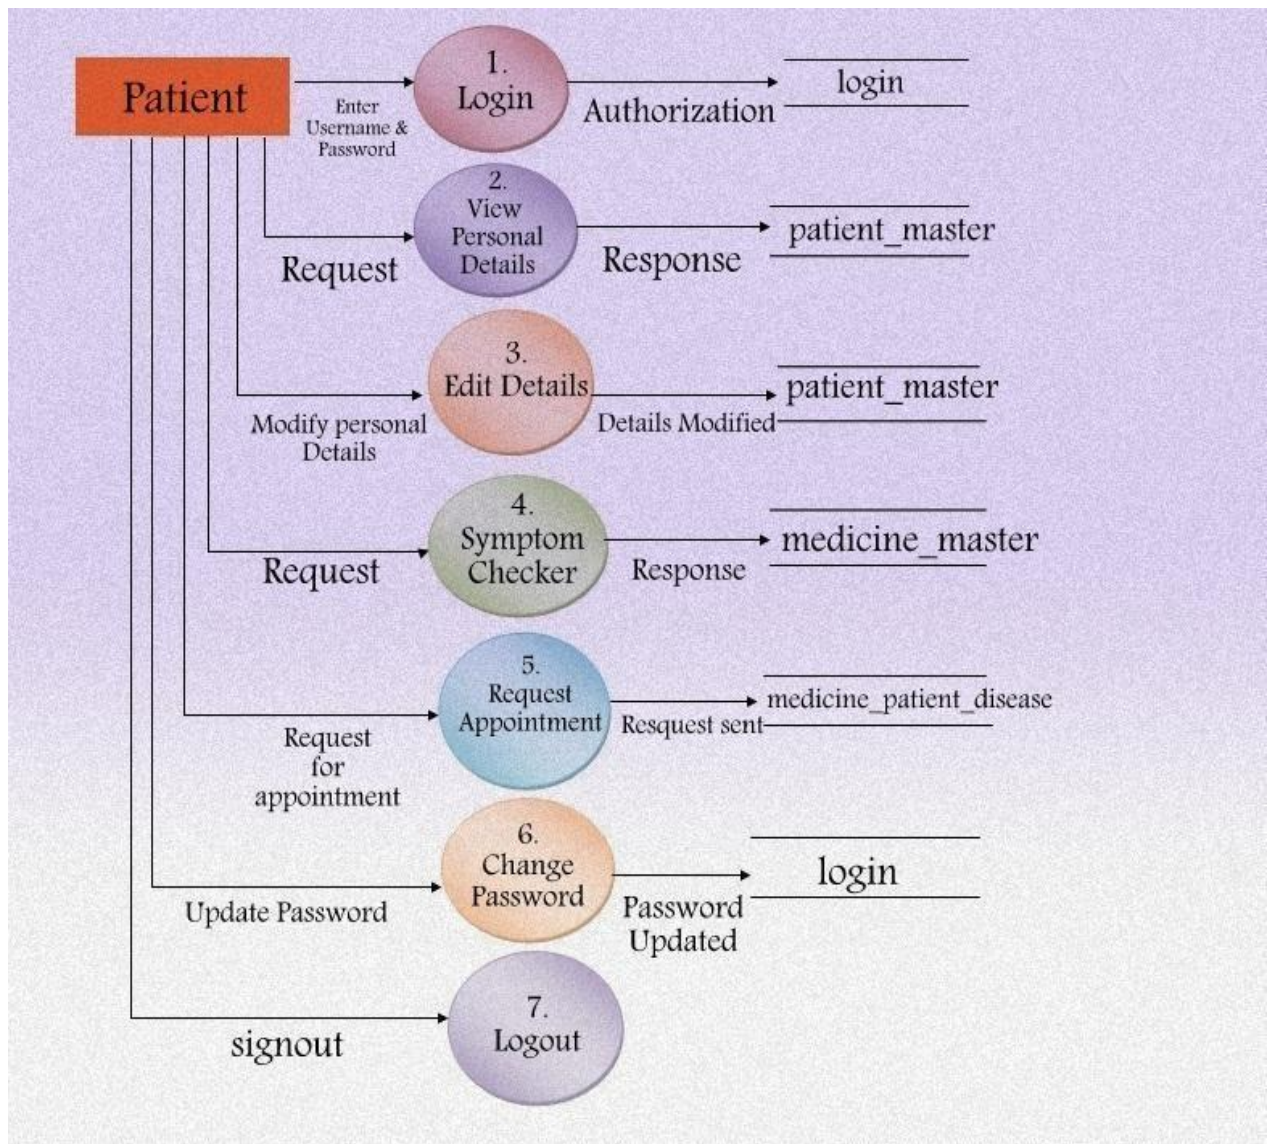 Patient
Enter
Username &
Password
1.
Login
Authorization
login
Request
2.
View
Personal
Details
Response
patient_master
Modify personal
Details
3.
Edit Details
Details Modified
patient_master
Request
4.
Symptom
Checker
Response
medicine_master
Request
for
appointment
5.
Request
Appointment
Resquest sent
medicine_patient_disease
Update Password
6.
Change
Password
Password
Updated
login
signout
7.
Logout